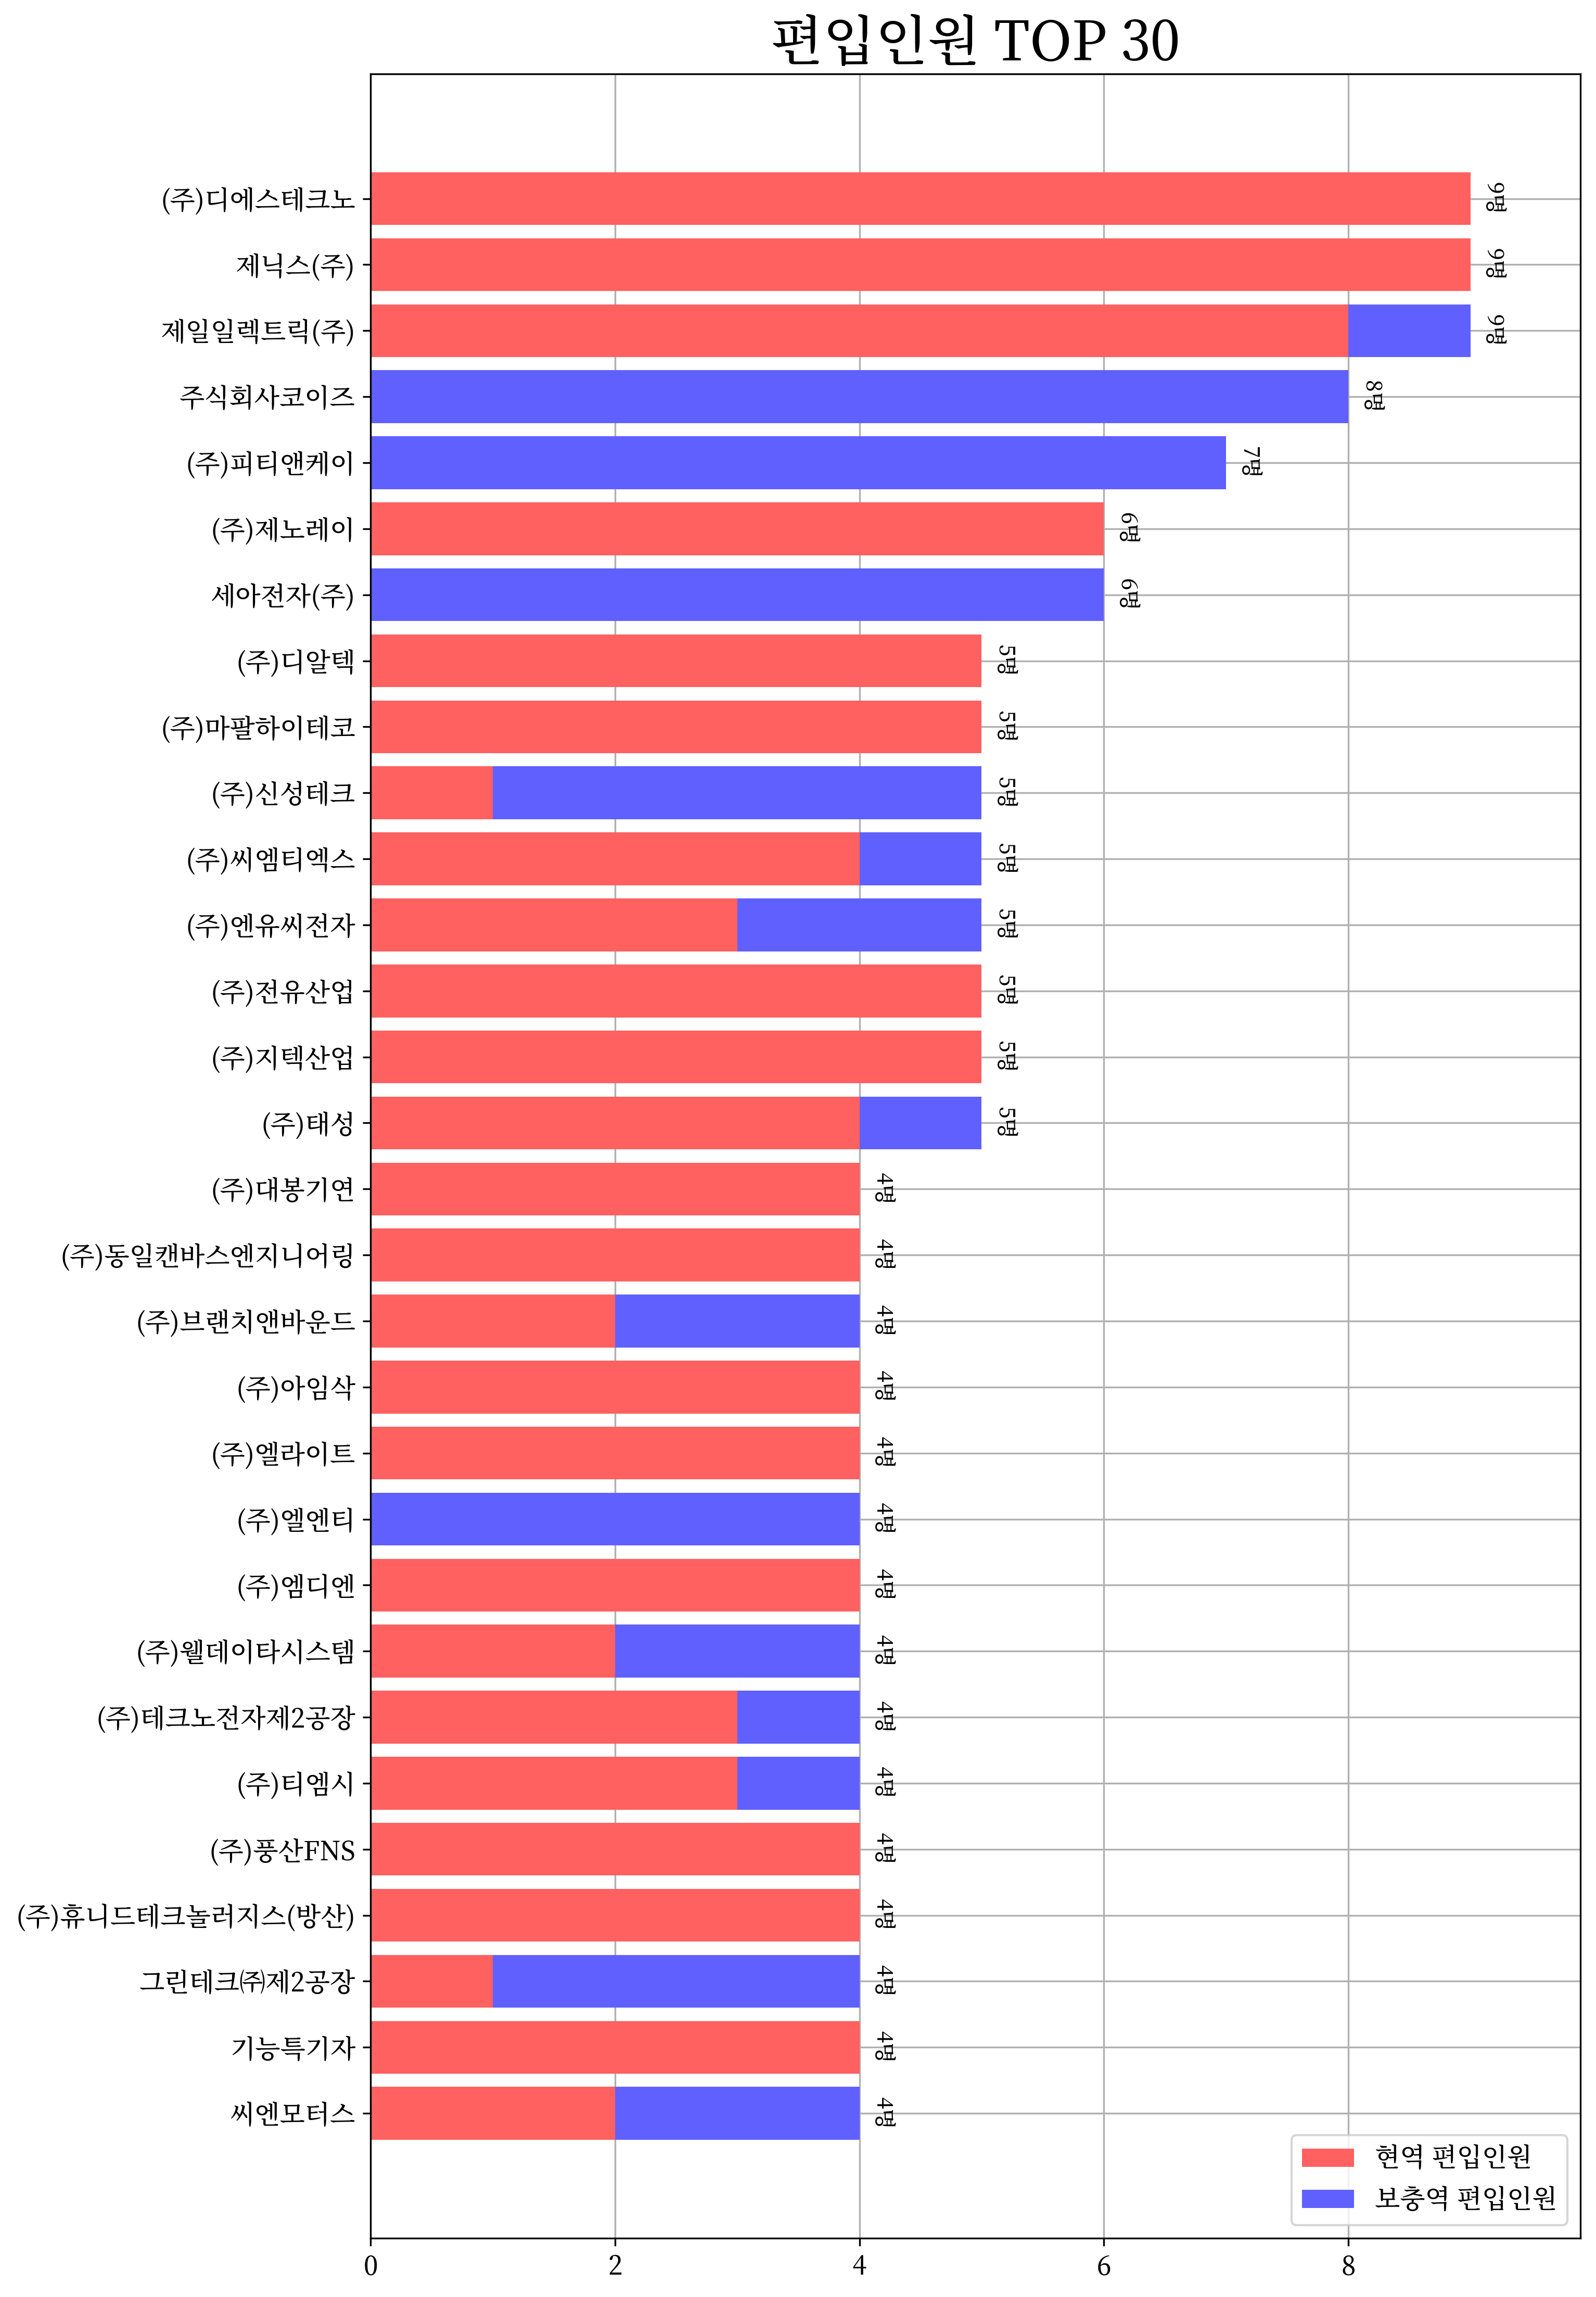 편입인원 TOP 30
(주)디에스테크노 9명
제닉스(주) 9명
제일일렉트릭(주) 9명
주식회사코이즈 8명
(주)피티앤케이 7명
(주)제노레이 6명
세아전자(주) 6명
(주)디알텍 5명
(주)마팔하이테코 5명
(주)신성테크 5명
(주)씨엠티엑스 5명
(주)엔유씨전자 5명
(주)전유산업 5명
(주)지텍산업 5명
(주)태성 5명
(주)대봉기연 4명
(주)동일캔바스엔지니어링 4명
(주)브랜치앤바운드 4명
(주)아임삭 4명
(주)엘라이트 4명
(주)엘엔티 4명
(주)엠디엔 4명
(주)웰데이타시스템 4명
(주)테크노전자제2공장 4명
(주)티엠시 4명
(주)풍산FNS 4명
(주)휴니드테크놀러지스(방산) 4명
그린테크㈜제2공장 4명
기능특기자 4명
씨엔모터스 4명
현역 편입인원
보충역 편입인원
0 2 4 6 8